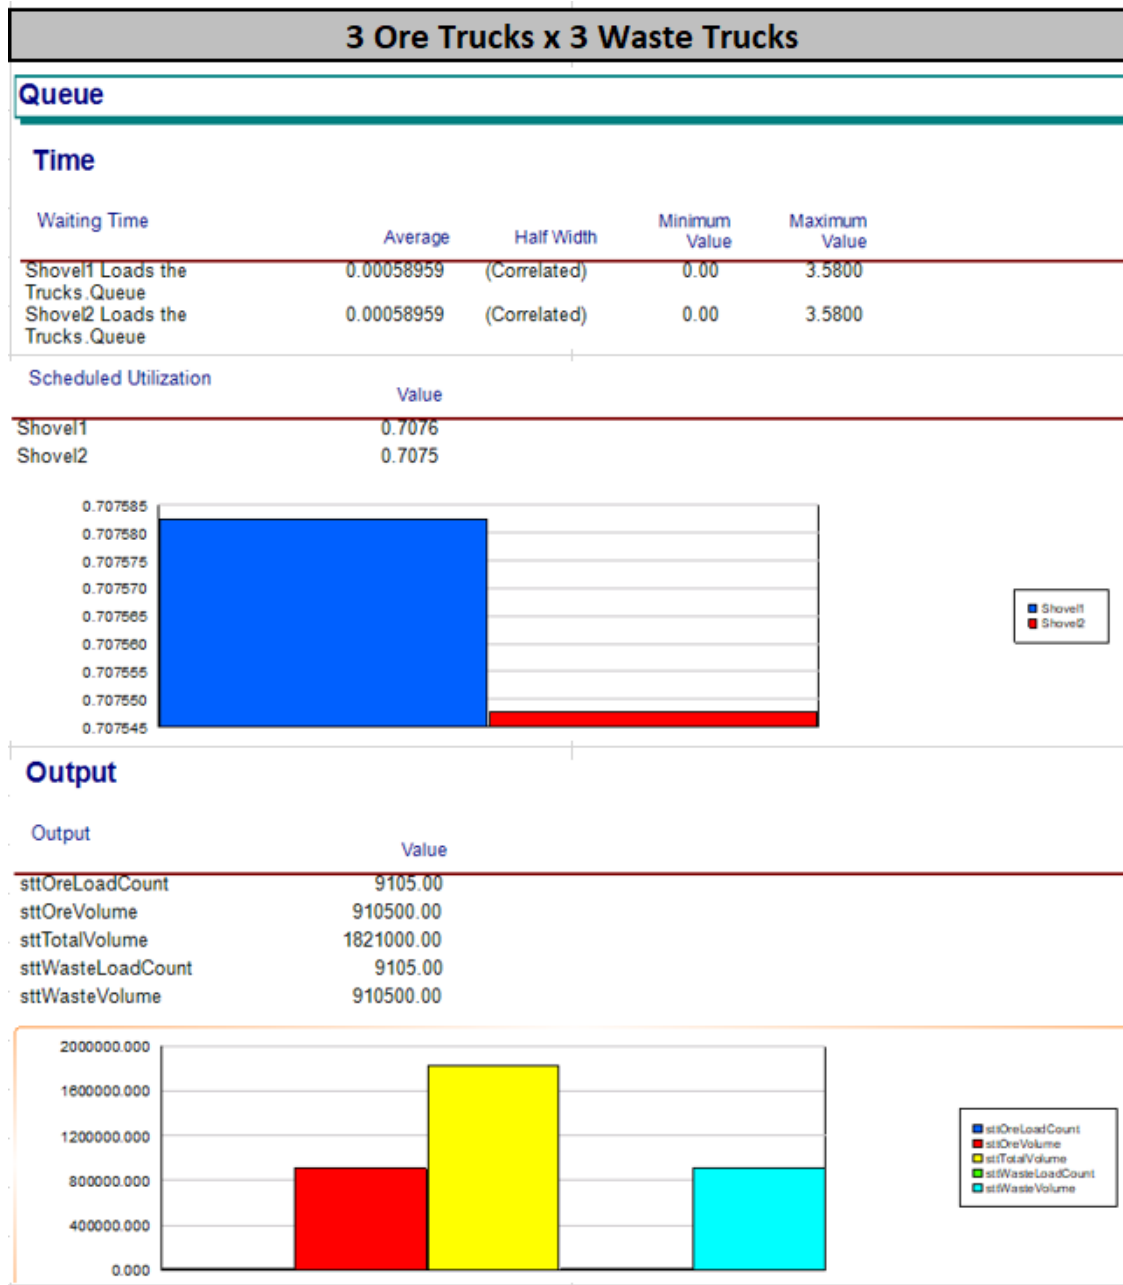 3 Ore Trucks x 3 Waste Trucks
Queue
Time
Waiting Time Average Half Width Minimum Value Maximum Value
Shovel1 Loads the 0.00058959 (Correlated) 0.00 3.5800
Trucks.Queue
Shovel2 Loads the 0.00058959 (Correlated) 0.00 3.5800
Trucks.Queue
Scheduled Utilization Value
Shovel1 0.7076
Shovel2 0.7075
0.707585
0.707580
0.707575
0.707570
0.707565
0.707560
0.707555
0.707550
0.707545
Shovel1
Shovel2
Output
Output Value
sttOreLoadCount 9105.00
sttOreVolume 910500.00
sttTotalVolume 1821000.00
sttWasteLoadCount 9105.00
sttWasteVolume 910500.00
2000000.000
1600000.000
1200000.000
800000.000
400000.000
0.000
sttOreLoadCount
sttOreVolume
sttTotalVolume
sttWasteLoadCount
sttWasteVolume